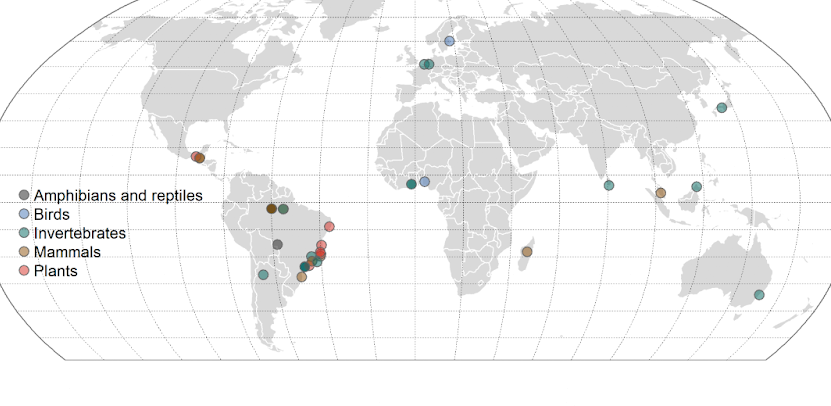 Amphibians and reptiles
Birds
Invertebrates
Mammals
Plants